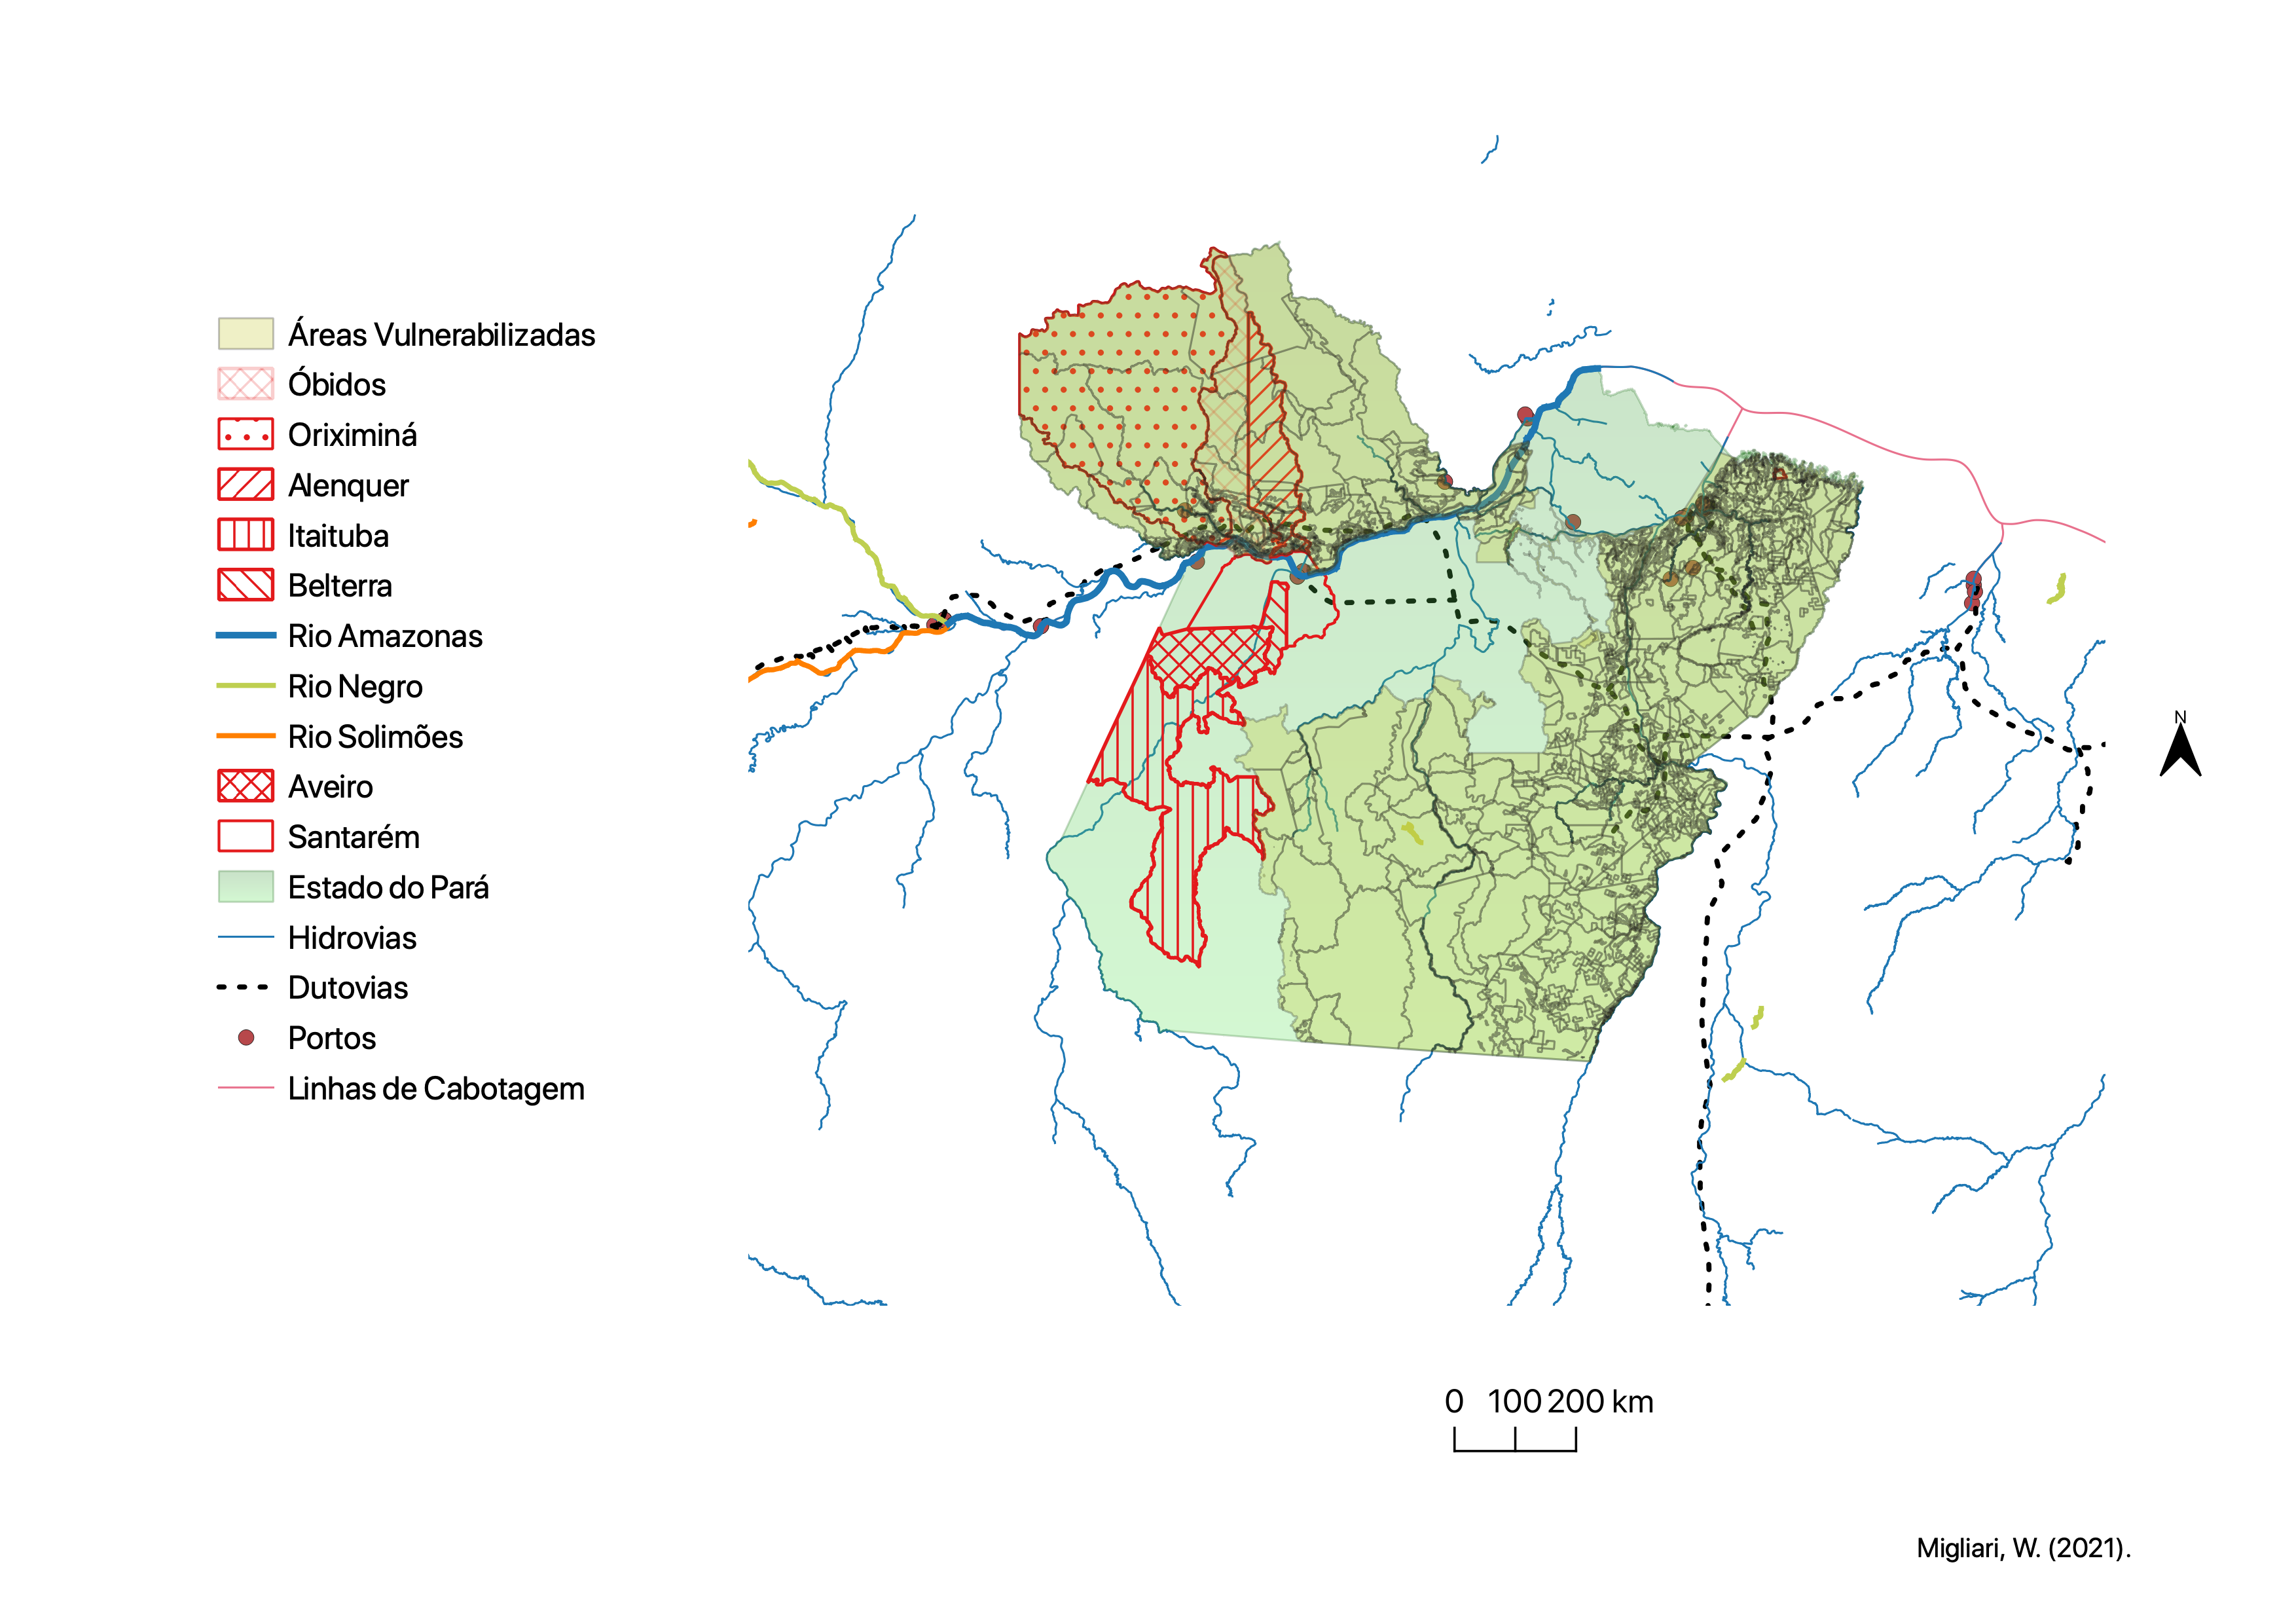 Áreas Vulnerabilizadas
Óbidos
Oriximiná
Alenquer
Itaituba
Belterra
Rio Amazonas
Rio Negro
Rio Solimões
Aveiro
Santarém
Estado do Pará
Hidrovias
Dutovias
Portos
Linhas de Cabotagem
N
0 100 200 km
Migliari, W. (2021).